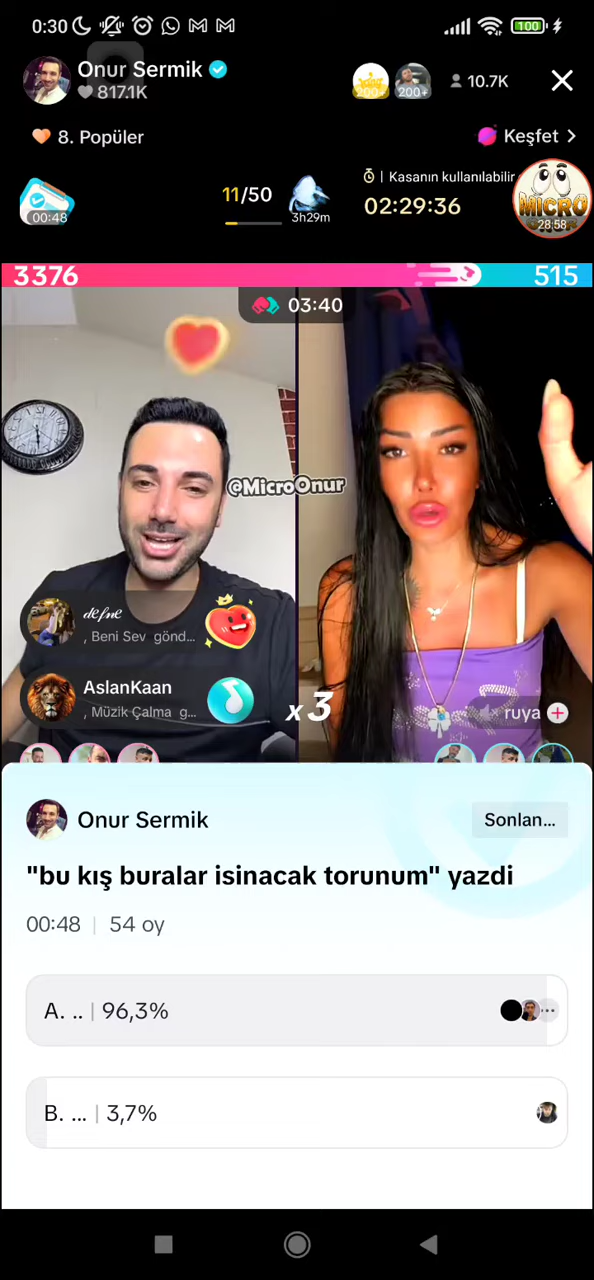 0:30
100
Onur Sermik
817.1K
200+
200+
10.7K
8. Popüler
Keşfet
00:48
11/50
3h29m
| Kasanın kullanılabilir
02:29:36
MICRO
28:58
3376
515
03:40
@MicroOnur
defne
, Beni Sev gönd...
AslanKaan
, Müzik Çalma g...
x3
ruya
Onur Sermik
Sonlan...
"bu kış buralar isinacak torunum" yazdi
00:48 | 54 oy
A. .. | 96,3%
B. ... | 3,7%